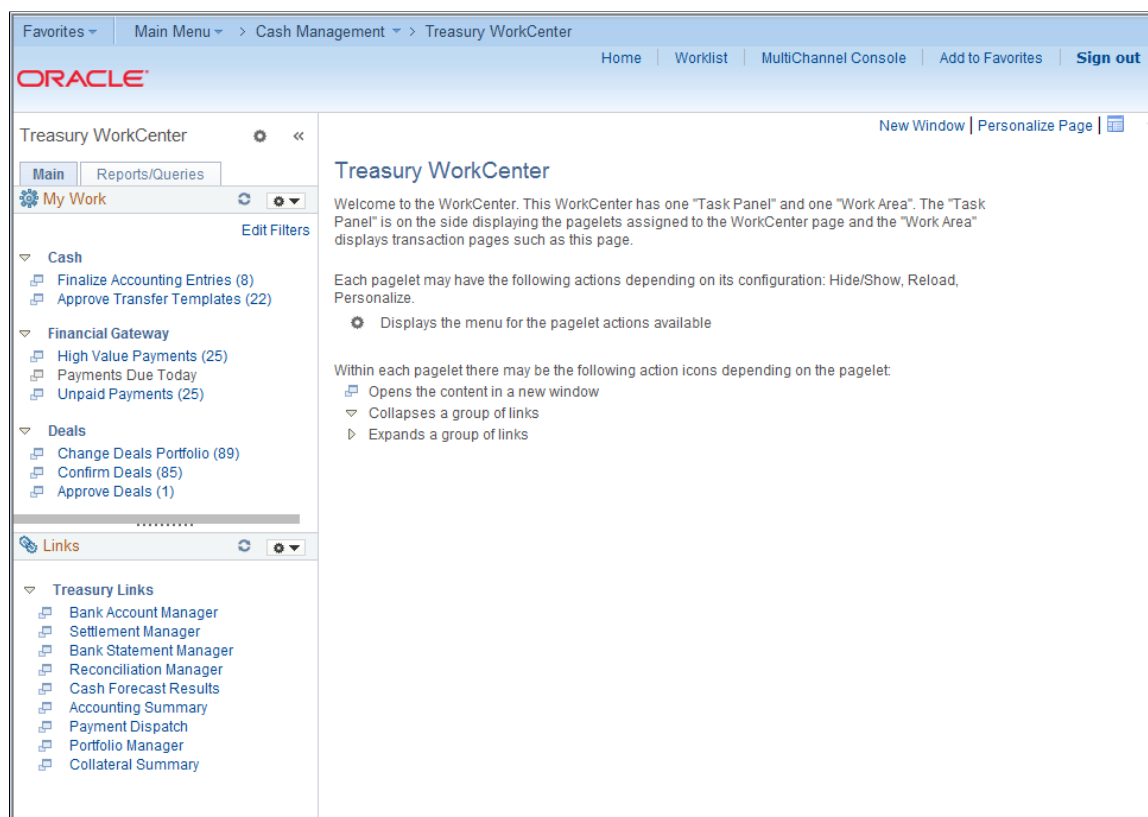 Favorites Main Menu > Cash Management > Treasury WorkCenter
Home Worklist MultiChannel Console Add to Favorites Sign out
ORACLE
New Window | Personalize Page |
Treasury WorkCenter
Main Reports/Queries
My Work
Edit Filters
Cash
Finalize Accounting Entries (8)
Approve Transfer Templates (22)
Financial Gateway
High Value Payments (25)
Payments Due Today
Unpaid Payments (25)
Deals
Change Deals Portfolio (89)
Confirm Deals (85)
Approve Deals (1)
Links
Treasury Links
Bank Account Manager
Settlement Manager
Bank Statement Manager
Reconciliation Manager
Cash Forecast Results
Accounting Summary
Payment Dispatch
Portfolio Manager
Collateral Summary
Treasury WorkCenter
Welcome to the WorkCenter. This WorkCenter has one "Task Panel" and one "Work Area". The "Task
Panel" is on the side displaying the pagelets assigned to the WorkCenter page and the "Work Area"
displays transaction pages such as this page.
Each pagelet may have the following actions depending on its configuration: Hide/Show, Reload,
Personalize.
Displays the menu for the pagelet actions available
Within each pagelet there may be the following action icons depending on the pagelet:
Opens the content in a new window
Collapses a group of links
Expands a group of links